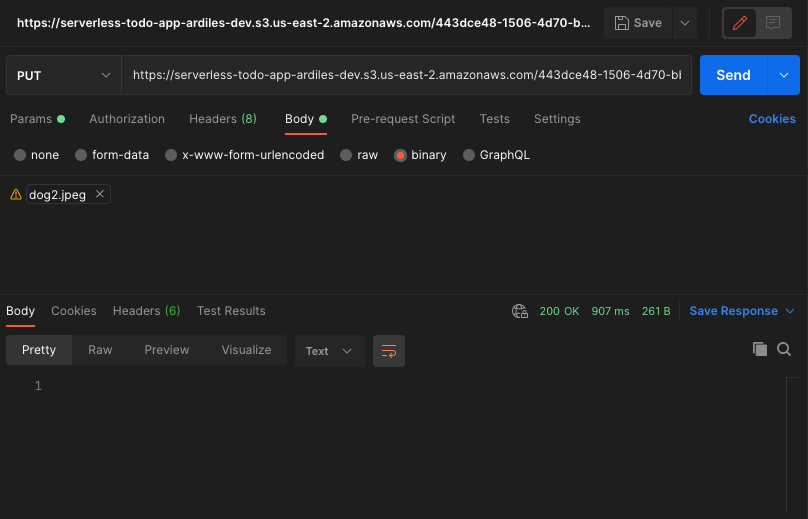 https://serverless-todo-app-ardiles-dev.s3.us-east-2.amazonaws.com/443dce48-1506-4d70-b... Save
PUT https://serverless-todo-app-ardiles-dev.s3.us-east-2.amazonaws.com/443dce48-1506-4d70-bb Send
Params Authorization Headers (8) Body Pre-request Script Tests Settings Cookies
none form-data x-www-form-urlencoded raw binary GraphQL
dog2.jpeg
Body Cookies Headers (6) Test Results 200 OK 907 ms 261 B Save Response
Pretty Raw Preview Visualize Text
1